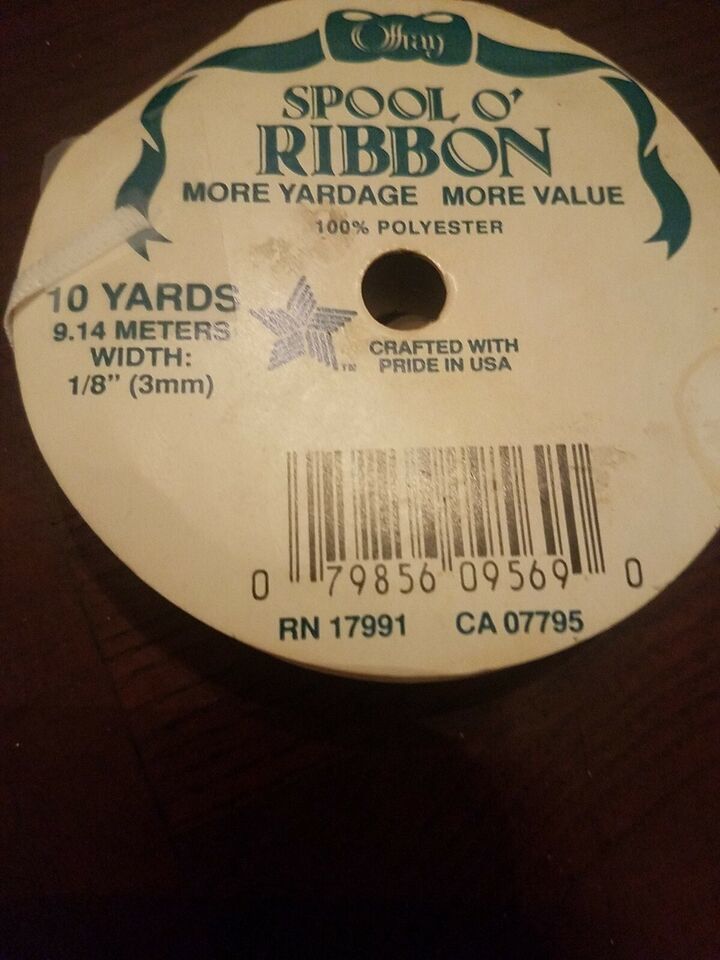 Offray
SPOOL O'
RIBBON
MORE YARDAGE MORE VALUE
100% POLYESTER
10 YARDS
9.14 METERS
WIDTH:
1/8" (3mm)
TM
CRAFTED WITH
PRIDE IN USA
0 79856 09569 0
RN 17991 CA 07795